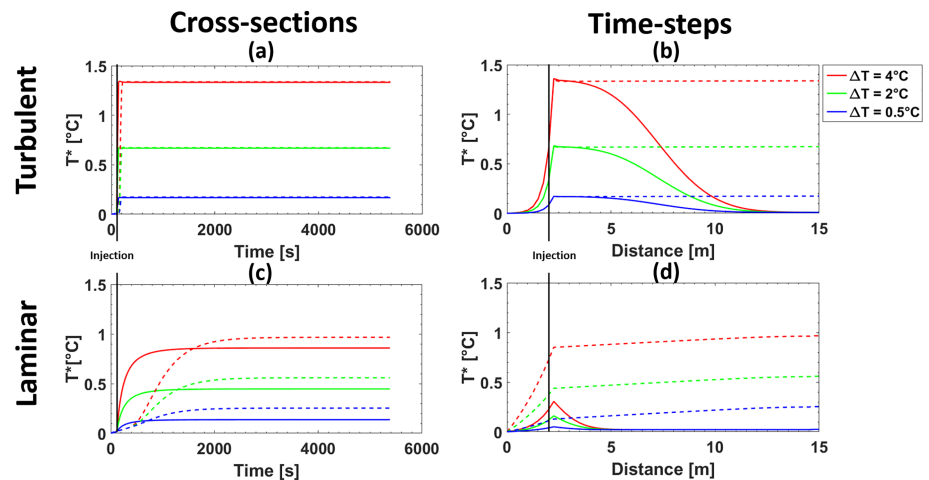 Cross-sections
Time-steps
Turbulent
Laminar
(a)
1.5
1
0.5
0
T* [°C]
0 2000 4000 6000
Time [s]
Injection
(b)
1.5
1
0.5
0
T* [°C]
0 5 10 15
Distance [m]
Injection
ΔT = 4°C
ΔT = 2°C
ΔT = 0.5°C
(c)
1.5
1
0.5
0
T* [°C]
0 2000 4000 6000
Time [s]
(d)
1.5
1
0.5
0
T* [°C]
0 5 10 15
Distance [m]